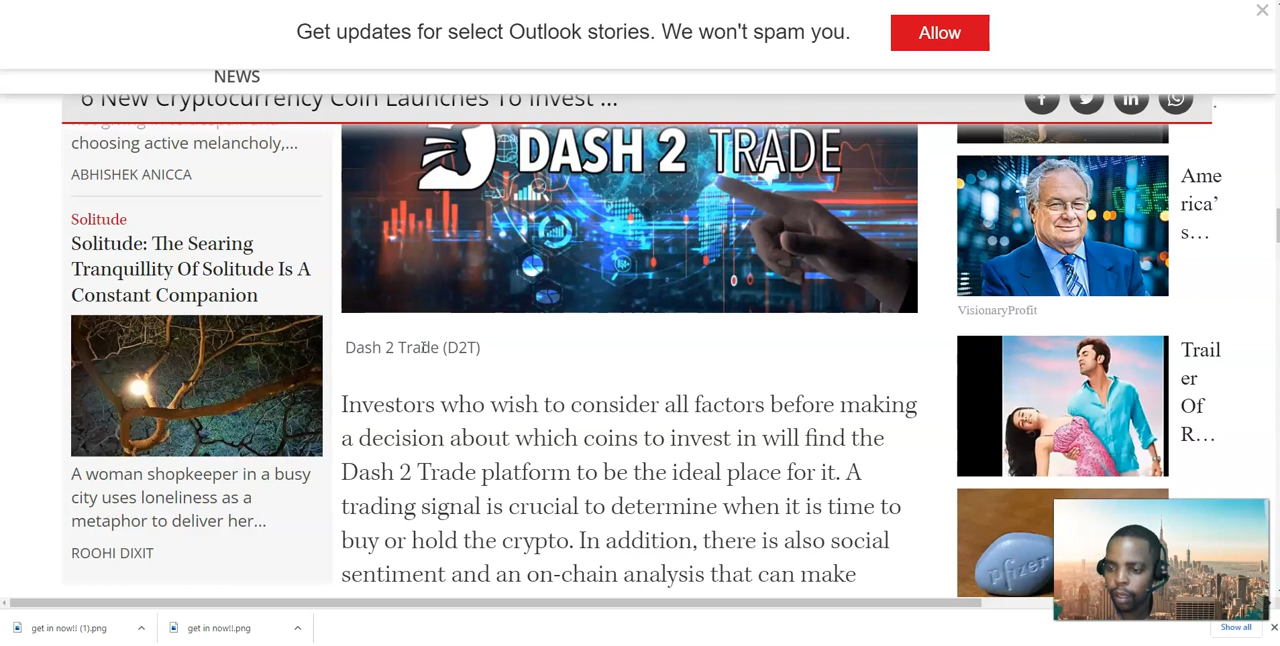 Get updates for select Outlook stories. We won't spam you.
Allow
NEWS
6 New Cryptocurrency Coin Launches To Invest ...
choosing active melancholy,...
ABHISHEK ANICCA
Solitude
Solitude: The Searing
Tranquillity Of Solitude Is A
Constant Companion
A woman shopkeeper in a busy
city uses loneliness as a
metaphor to deliver her...
ROOHI DIXIT
DASH 2 TRADE
Dash 2 Trade (D2T)
Investors who wish to consider all factors before making
a decision about which coins to invest in will find the
Dash 2 Trade platform to be the ideal place for it. A
trading signal is crucial to determine when it is time to
buy or hold the crypto. In addition, there is also social
sentiment and an on-chain analysis that can make
Ame
rica’
s...
VisionaryProfit
Trail
er
Of
R...
Pfizer
get in now!! (1).png
get in now!!.png
Show all